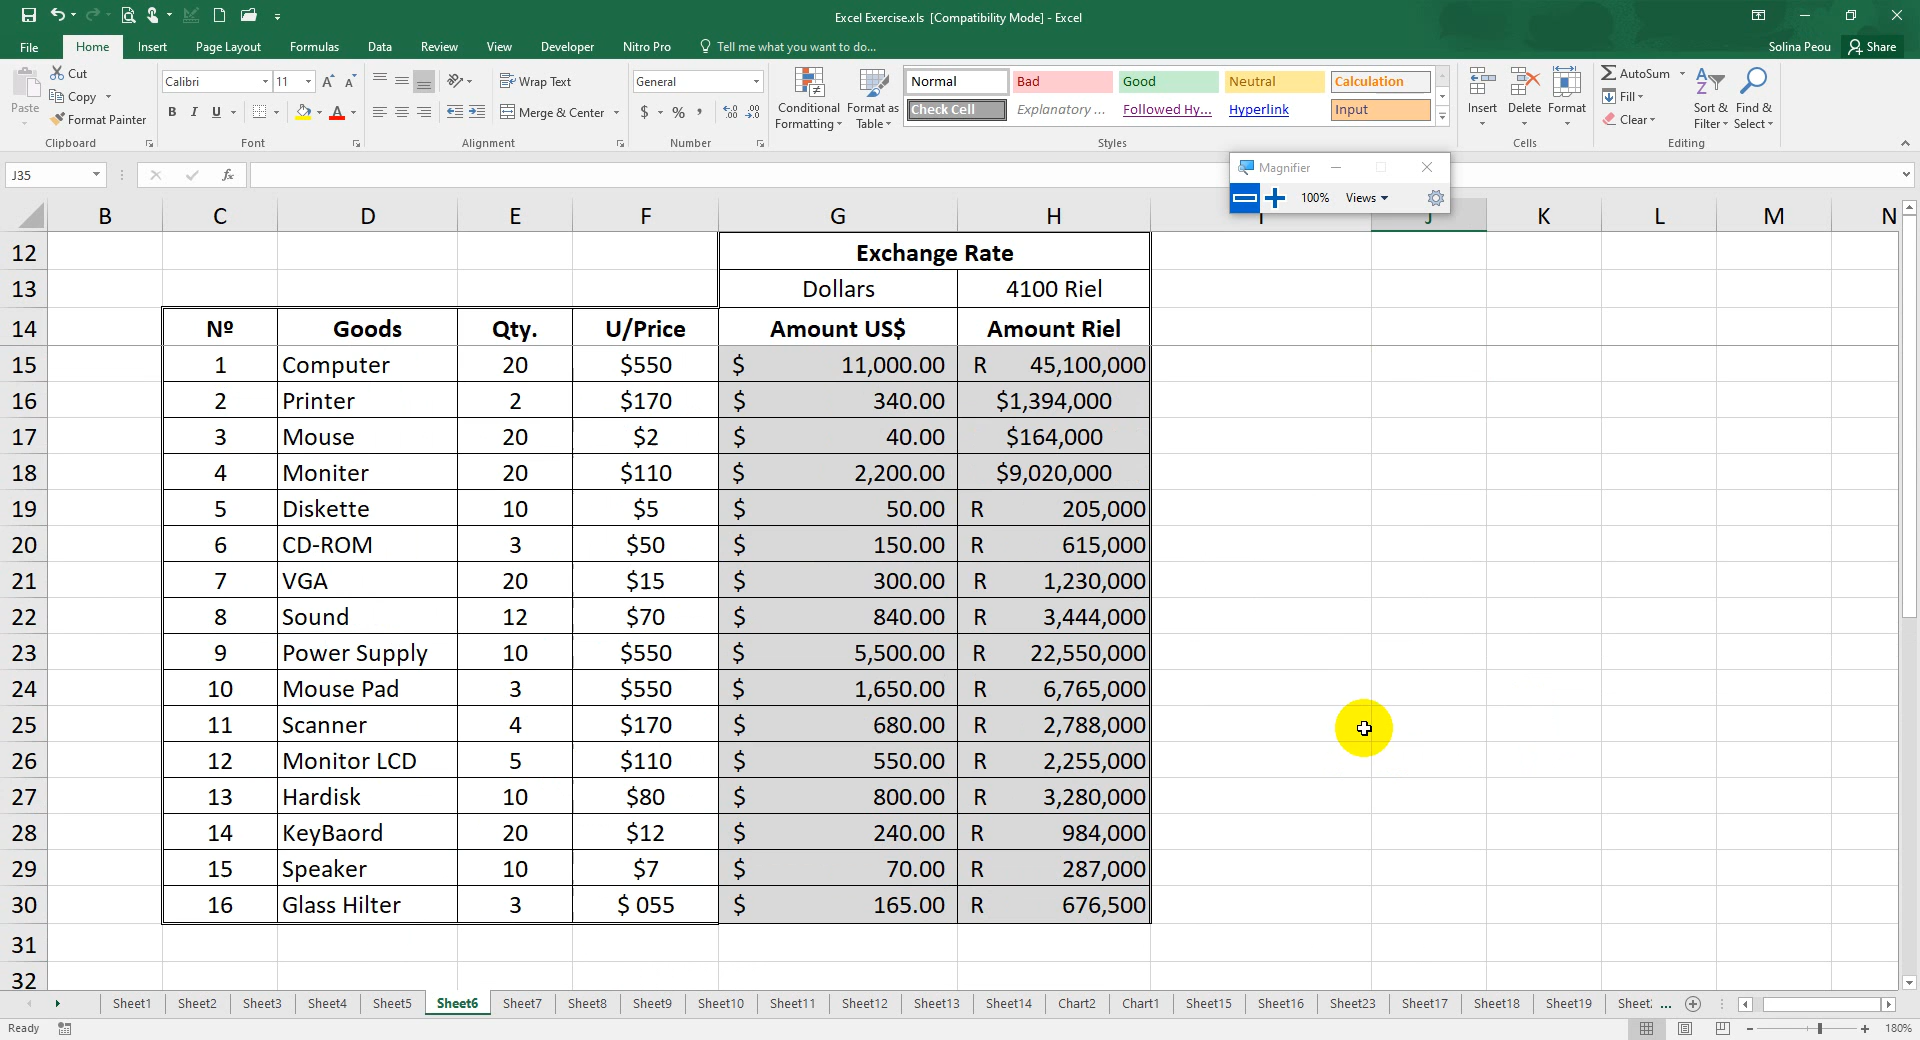 Excel Exercise.xls [Compatibility Mode] - Excel
File Home Insert Page Layout Formulas Data Review View Developer Nitro Pro Tell me what you want to do... Solina Peou Share
Paste
Cut
Copy
Format Painter
Clipboard
Calibri 11
B I U
Font
Wrap Text
Merge & Center
Alignment
General
$ % ,
Number
Conditional Formatting
Format as Table
Normal Bad Good Neutral Calculation
Check Cell Explanatory ... Followed Hy... Hyperlink Input
Styles
Insert Delete Format
Cells
AutoSum
Fill
Clear
Sort & Filter
Find & Select
Editing
J35 fx
Magnifier
100% Views
B C D E F G H I J K L M N
12 Exchange Rate
13 Dollars 4100 Riel
14 Nº Goods Qty. U/Price Amount US$ Amount Riel
15 1 Computer 20 $550 $ 11,000.00 R 45,100,000
16 2 Printer 2 $170 $ 340.00 $1,394,000
17 3 Mouse 20 $2 $ 40.00 $164,000
18 4 Moniter 20 $110 $ 2,200.00 $9,020,000
19 5 Diskette 10 $5 $ 50.00 R 205,000
20 6 CD-ROM 3 $50 $ 150.00 R 615,000
21 7 VGA 20 $15 $ 300.00 R 1,230,000
22 8 Sound 12 $70 $ 840.00 R 3,444,000
23 9 Power Supply 10 $550 $ 5,500.00 R 22,550,000
24 10 Mouse Pad 3 $550 $ 1,650.00 R 6,765,000
25 11 Scanner 4 $170 $ 680.00 R 2,788,000
26 12 Monitor LCD 5 $110 $ 550.00 R 2,255,000
27 13 Hardisk 10 $80 $ 800.00 R 3,280,000
28 14 KeyBaord 20 $12 $ 240.00 R 984,000
29 15 Speaker 10 $7 $ 70.00 R 287,000
30 16 Glass Hilter 3 $ 055 $ 165.00 R 676,500
31
32
Sheet1 Sheet2 Sheet3 Sheet4 Sheet5 Sheet6 Sheet7 Sheet8 Sheet9 Sheet10 Sheet11 Sheet12 Sheet13 Sheet14 Chart2 Chart1 Sheet15 Sheet16 Sheet23 Sheet17 Sheet18 Sheet19 Sheet: ...
Ready 180%